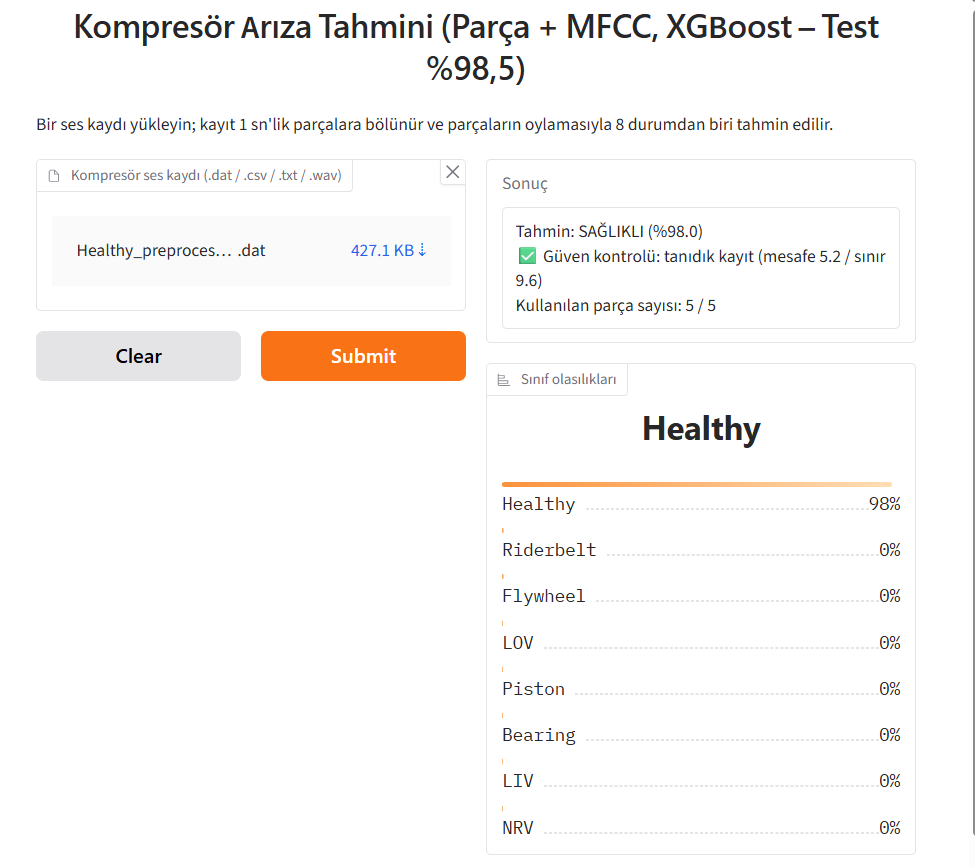 Kompresör Arıza Tahmini (Parça + MFCC, XGBoost – Test
%98,5)
Bir ses kaydı yükleyin; kayıt 1 sn'lik parçalara bölünür ve parçaların oylamasıyla 8 durumdan biri tahmin edilir.
Kompresör ses kaydı (.dat / .csv / .txt / .wav)
Healthy_preproces... .dat 427.1 KB ⇣
Clear
Submit
Sonuç
Tahmin: SAĞLIKLI (%98.0)
✅ Güven kontrolü: tanıdık kayıt (mesafe 5.2 / sınır
9.6)
Kullanılan parça sayısı: 5 / 5
Sınıf olasılıkları
Healthy
Healthy 98%
Riderbelt 0%
Flywheel 0%
LOV 0%
Piston 0%
Bearing 0%
LIV 0%
NRV 0%